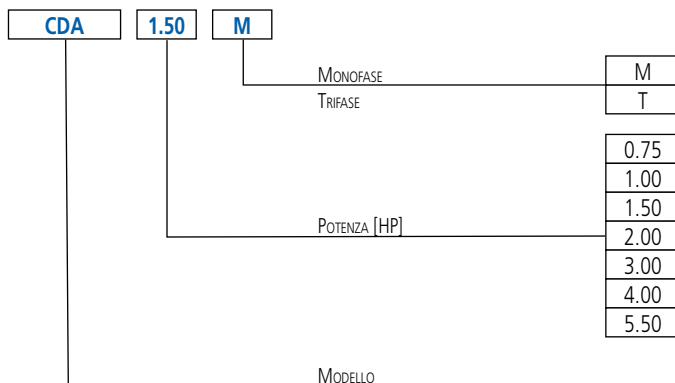 CDA 1.50 M
Monofase M
Trifase T
0.75
1.00
1.50
Potenza [HP] 2.00
3.00
4.00
5.50
Modello